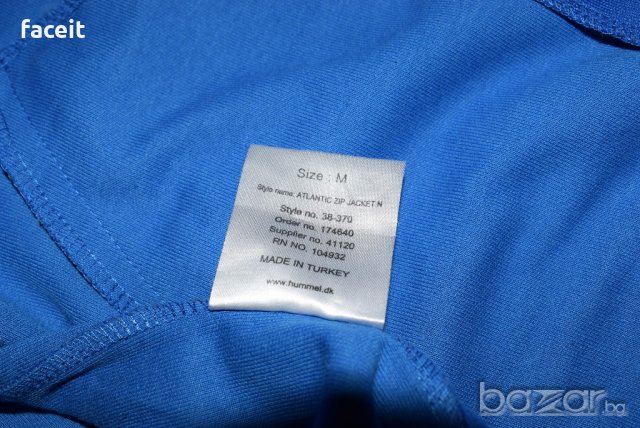 faceit
Size : M
Style name: ATLANTIC ZIP JACKET N
Style no. 38-370
Order no. 174640
Supplier no. 41120
RN NO. 104932
MADE IN TURKEY
www.hummel.dk
bazar.bg